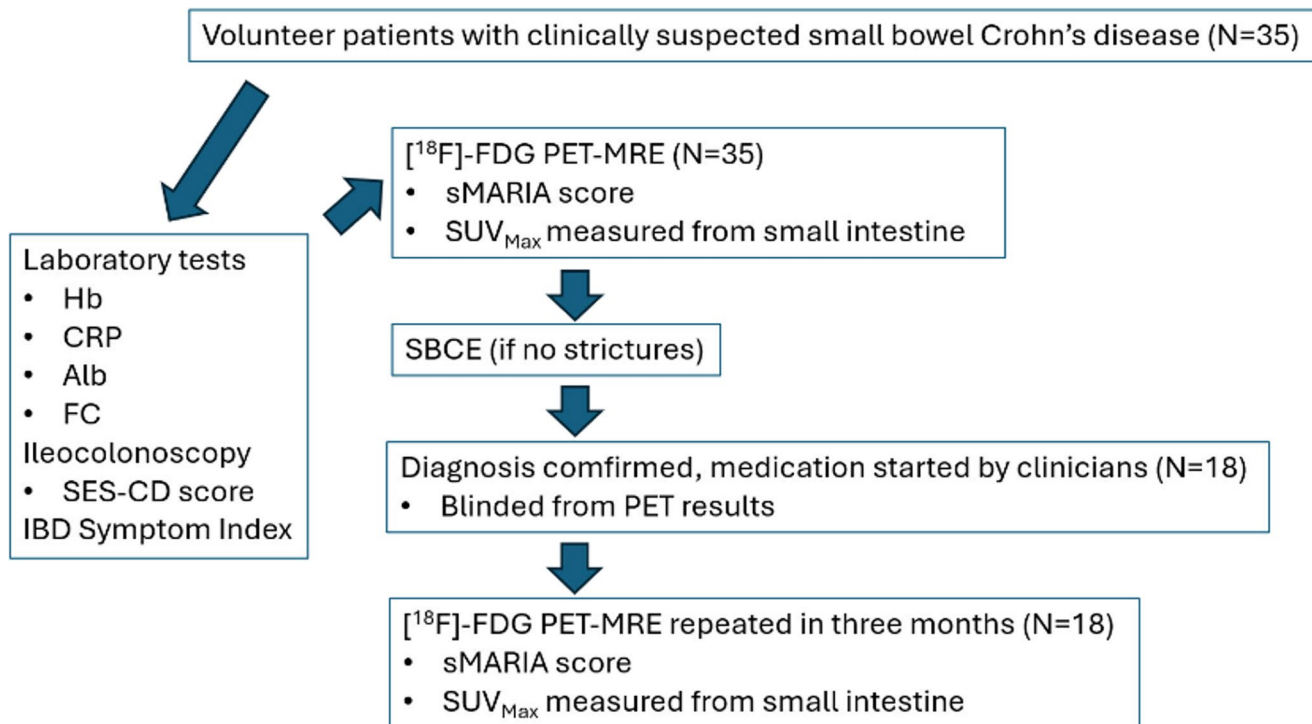 Volunteer patients with clinically suspected small bowel Crohn’s disease (N=35)
Laboratory tests
• Hb
• CRP
• Alb
• FC
Ileocolonoscopy
• SES-CD score
IBD Symptom Index
[¹⁸F]-FDG PET-MRE (N=35)
• sMARIA score
• SUVMax measured from small intestine
SBCE (if no strictures)
Diagnosis comfirmed, medication started by clinicians (N=18)
• Blinded from PET results
[¹⁸F]-FDG PET-MRE repeated in three months (N=18)
• sMARIA score
• SUVMax measured from small intestine